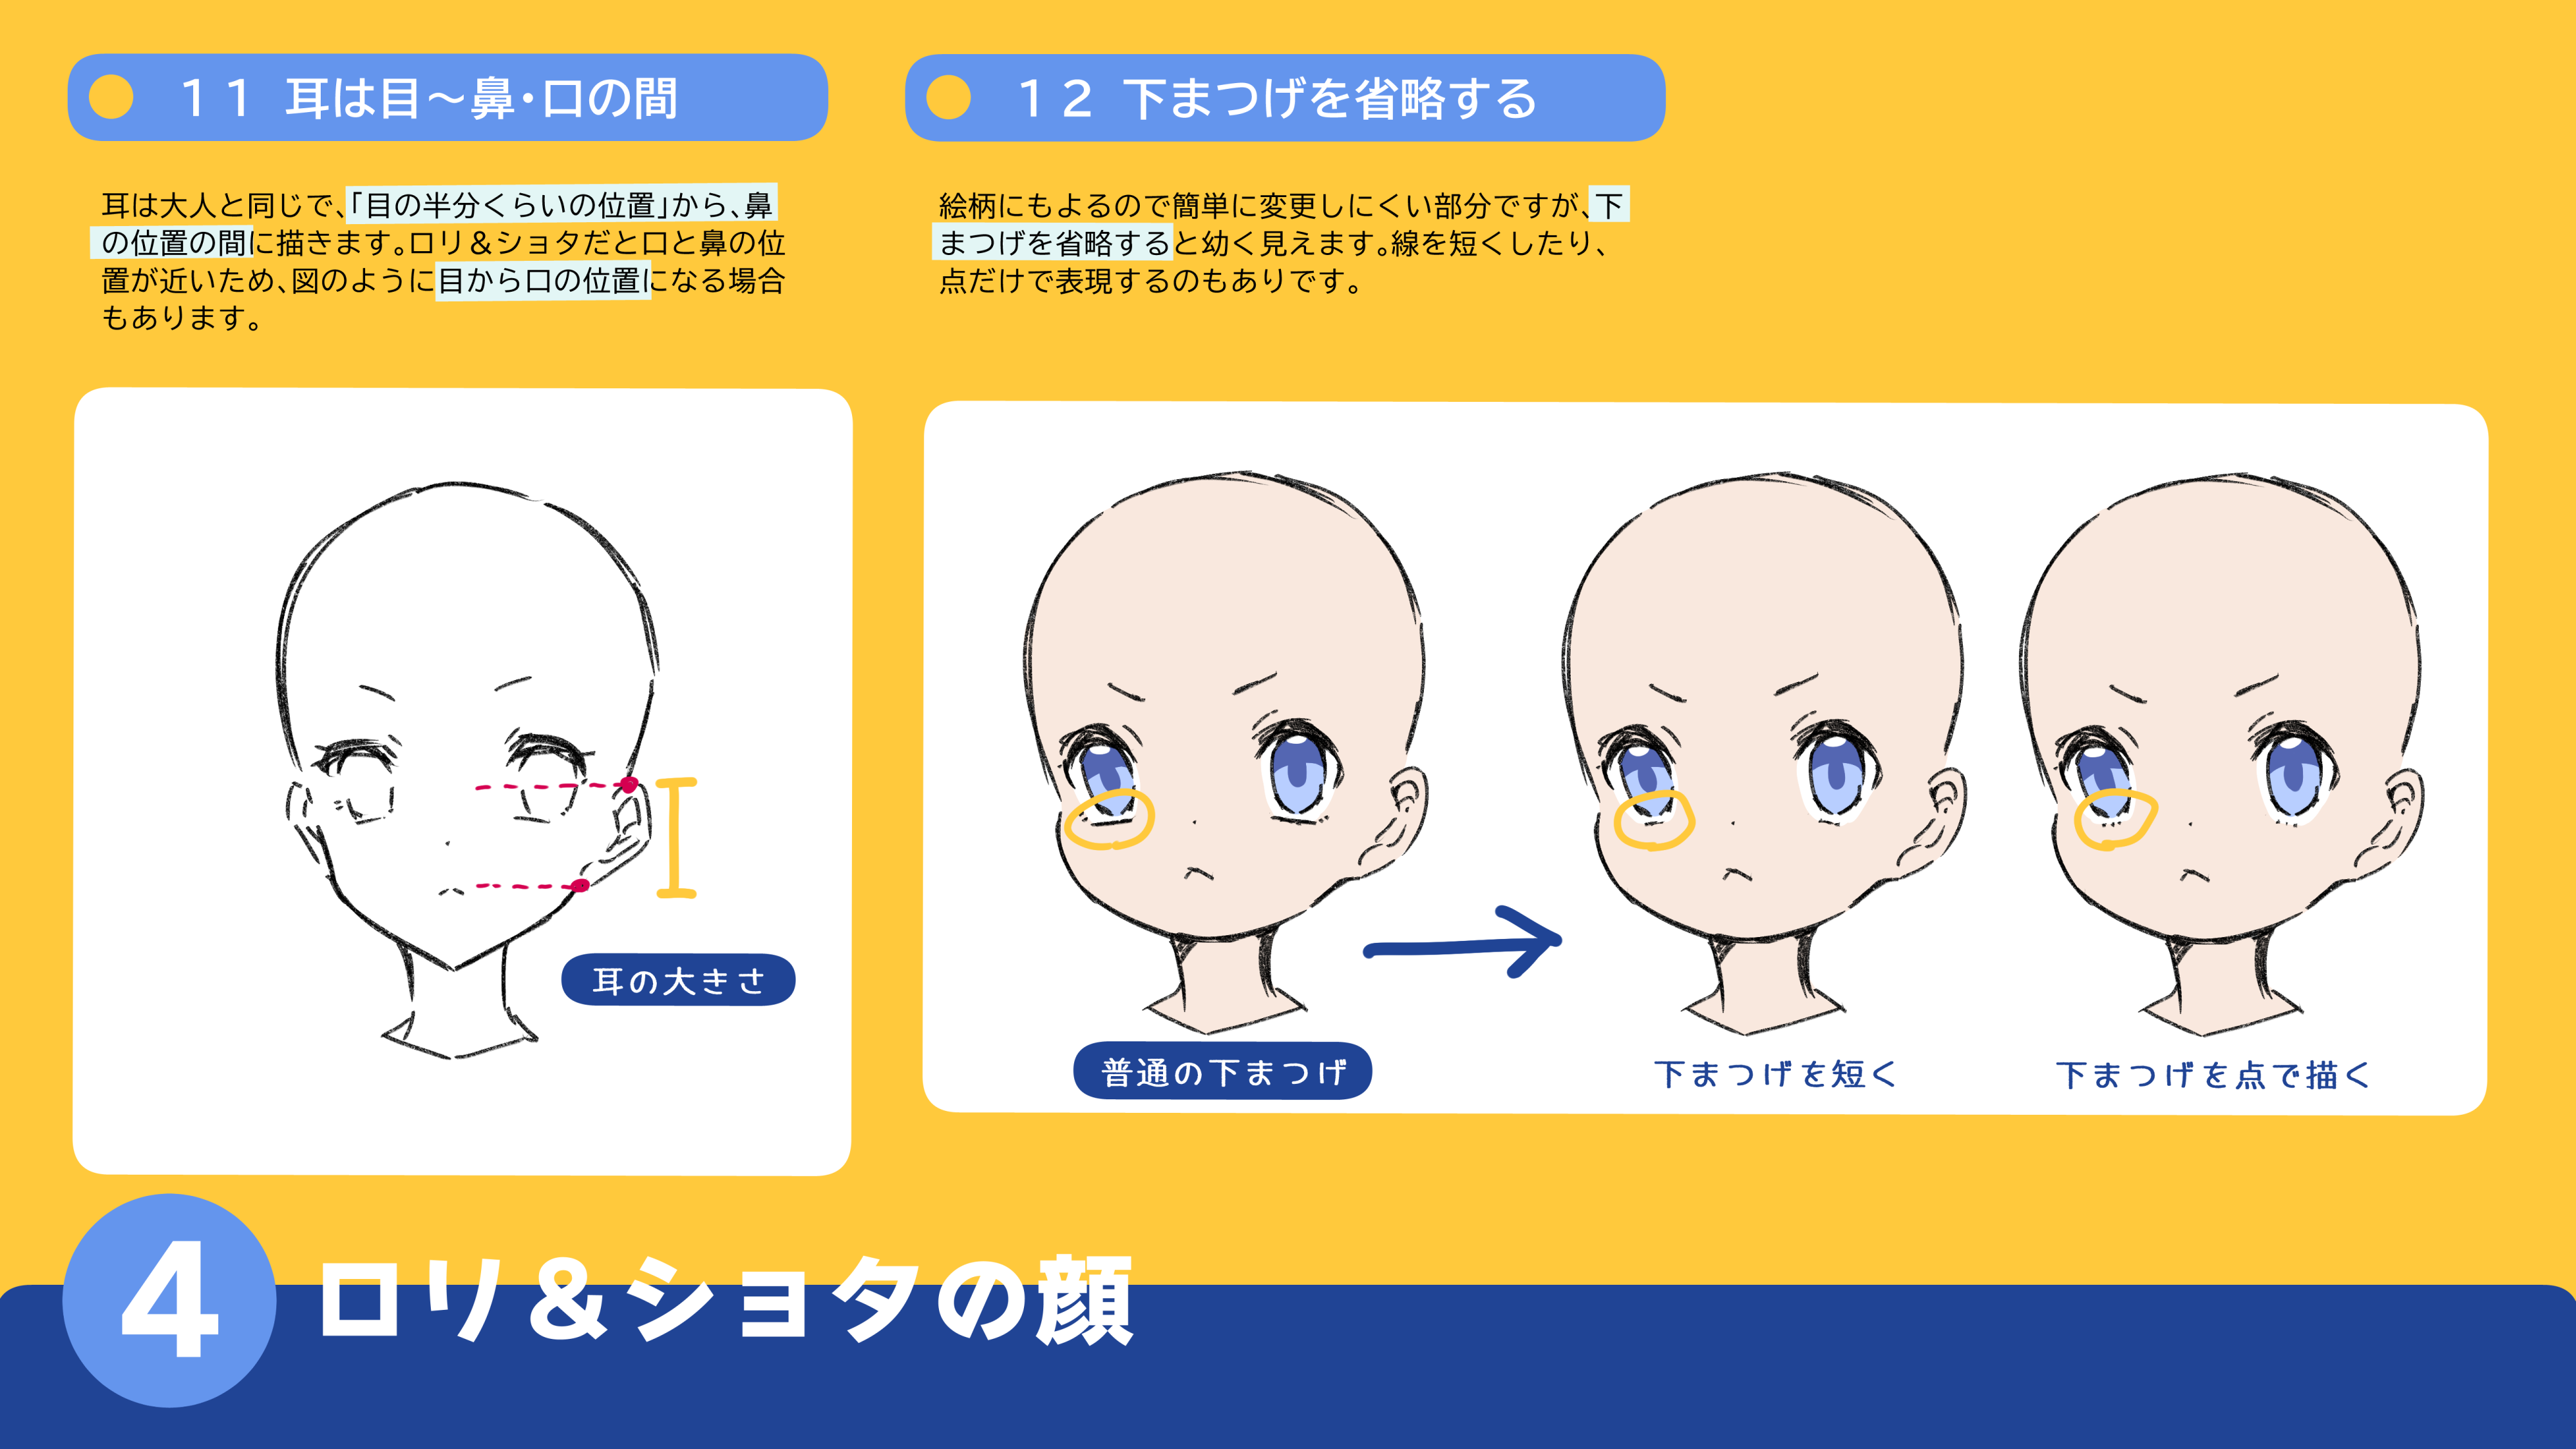 １１ 耳は目～鼻・口の間
耳は大人と同じで、「目の半分くらいの位置」から、鼻
の位置の間に描きます。ロリ＆ショタだと口と鼻の位
置が近いため、図のように目から口の位置になる場合
もあります。
耳の大きさ
１２ 下まつげを省略する
絵柄にもよるので簡単に変更しにくい部分ですが、下
まつげを省略すると幼く見えます。線を短くしたり、
点だけで表現するのもありです。
普通の下まつげ
下まつげを短く
下まつげを点で描く
4 ロリ＆ショタの顔